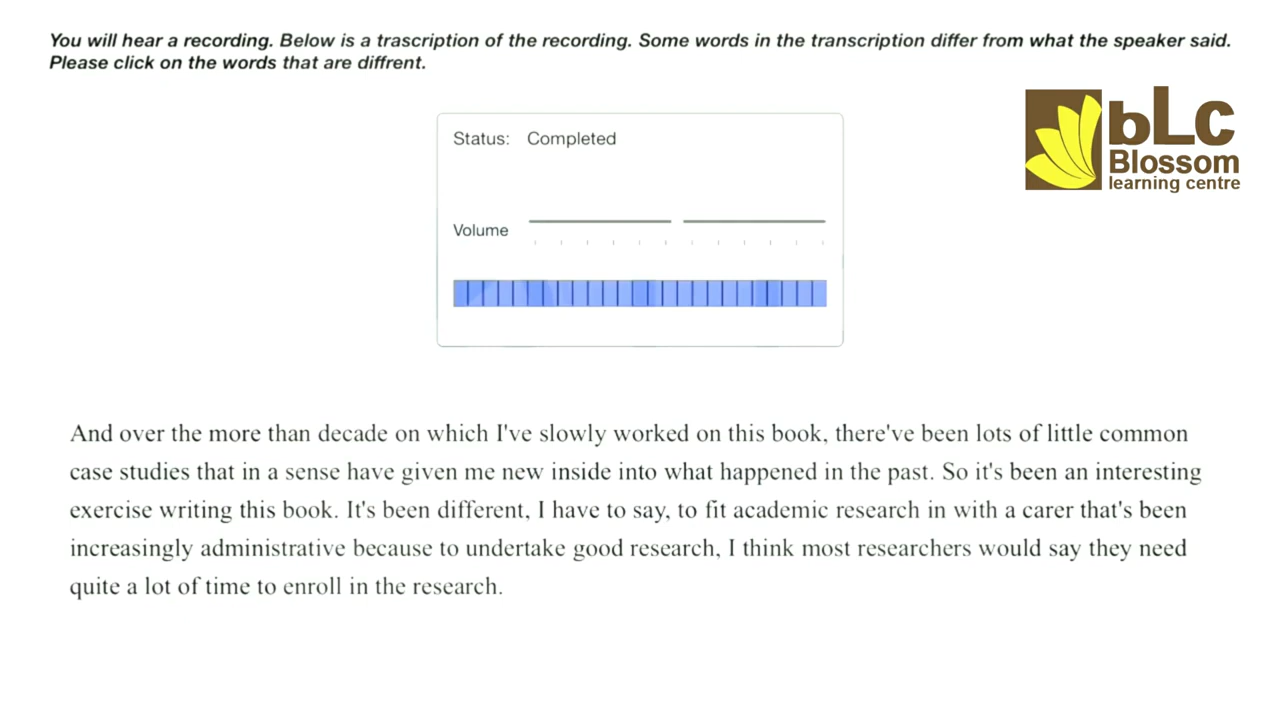 You will hear a recording. Below is a trascription of the recording. Some words in the transcription differ from what the speaker said.
Please click on the words that are diffrent.
bLc
Blossom
learning centre
Status: Completed
Volume
And over the more than decade on which I've slowly worked on this book, there've been lots of little common
case studies that in a sense have given me new inside into what happened in the past. So it's been an interesting
exercise writing this book. It's been different, I have to say, to fit academic research in with a carer that's been
increasingly administrative because to undertake good research, I think most researchers would say they need
quite a lot of time to enroll in the research.